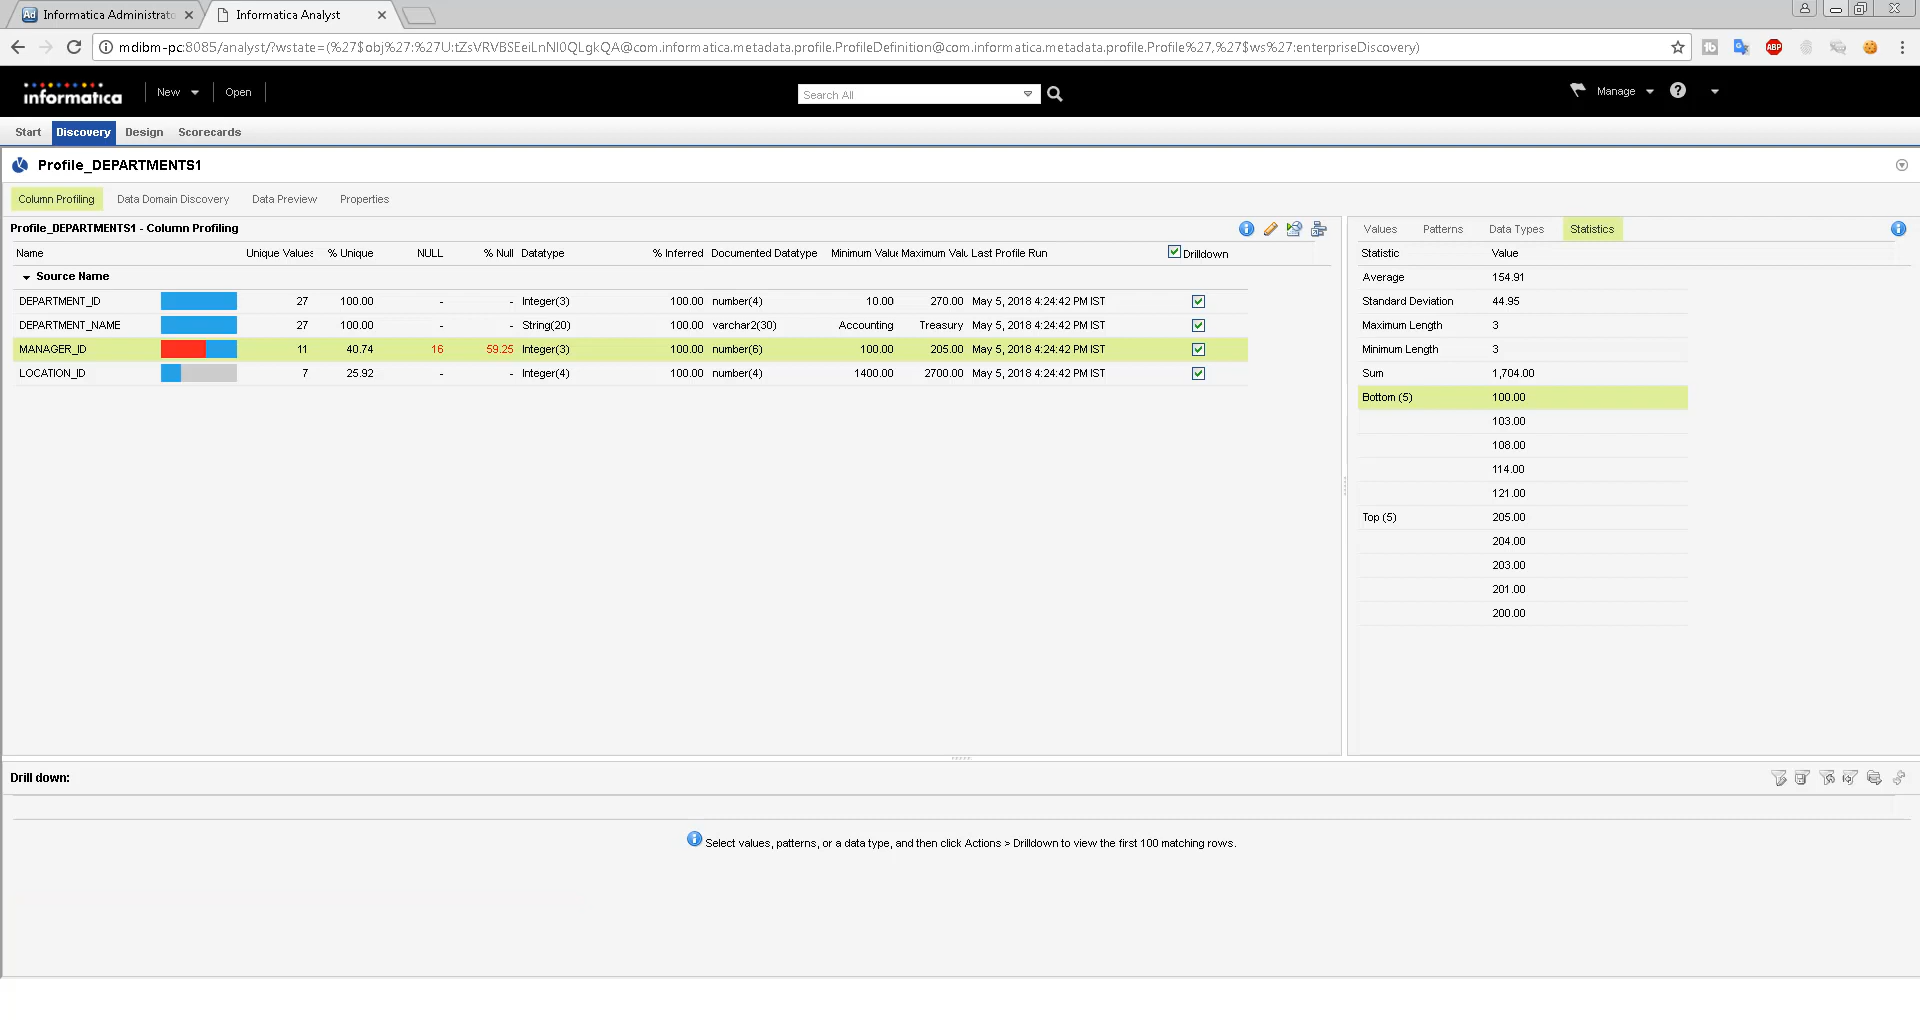 Ad Informatica Administrato
Informatica Analyst
mdibm-pc:8085/analyst/?wstate=(%27$obj%27:%27U:tZsVRVBSEeiLnNl0QLgkQA@com.informatica.metadata.profile.ProfileDefinition@com.informatica.metadata.profile.Profile%27,%27$ws%27:enterpriseDiscovery)
ABP
informatica New Open Search All Manage ?
Start Discovery Design Scorecards
Profile_DEPARTMENTS1
Column Profiling Data Domain Discovery Data Preview Properties
Profile_DEPARTMENTS1 - Column Profiling
Name Unique Values % Unique NULL % Null Datatype % Inferred Documented Datatype Minimum Value Maximum Valu Last Profile Run Drilldown
Source Name
DEPARTMENT_ID 27 100.00 - - Integer(3) 100.00 number(4) 10.00 270.00 May 5, 2018 4:24:42 PM IST
DEPARTMENT_NAME 27 100.00 - - String(20) 100.00 varchar2(30) Accounting Treasury May 5, 2018 4:24:42 PM IST
MANAGER_ID 11 40.74 16 59.25 Integer(3) 100.00 number(6) 100.00 205.00 May 5, 2018 4:24:42 PM IST
LOCATION_ID 7 25.92 - - Integer(4) 100.00 number(4) 1400.00 2700.00 May 5, 2018 4:24:42 PM IST
Values Patterns Data Types Statistics
Statistic Value
Average 154.91
Standard Deviation 44.95
Maximum Length 3
Minimum Length 3
Sum 1,704.00
Bottom (5) 100.00
103.00
108.00
114.00
121.00
Top (5) 205.00
204.00
203.00
201.00
200.00
Drill down:
Select values, patterns, or a data type, and then click Actions > Drilldown to view the first 100 matching rows.